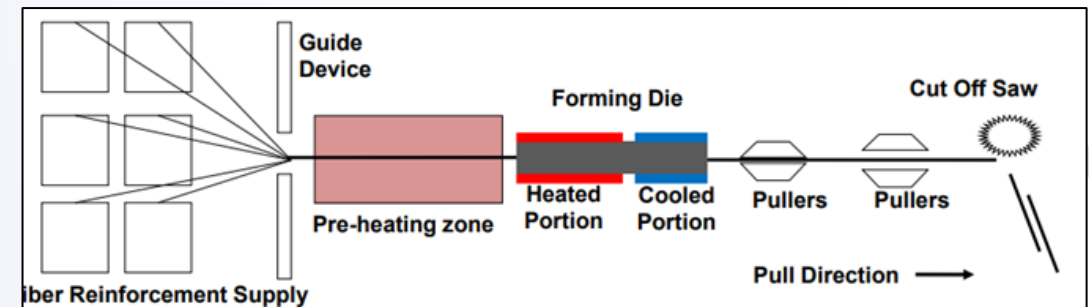 Guide
Device
Forming Die
Cut Off Saw
Heated
Portion
Cooled
Portion
Pullers
Pullers
Pre-heating zone
Pull Direction
iber Reinforcement Supply